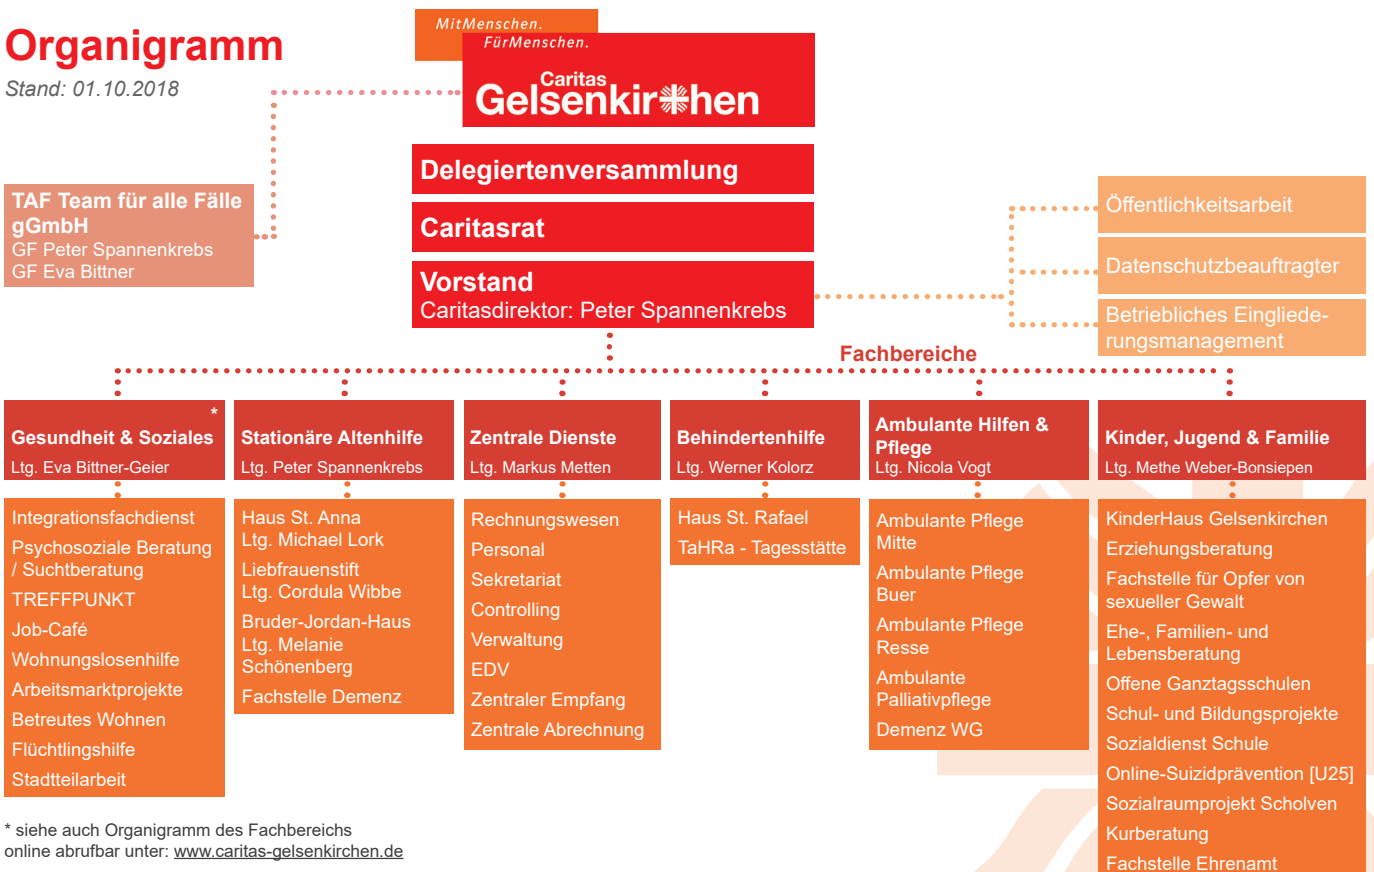 Organigramm
Stand: 01.10.2018
MitMenschen.
FürMenschen.
Caritas
Gelsenkirchen
Delegiertenversammlung
Caritasrat
Vorstand
Caritasdirektor: Peter Spannenkrebs
TAF Team für alle Fälle
gGmbH
GF Peter Spannenkrebs
GF Eva Bittner
Öffentlichkeitsarbeit
Datenschutzbeauftragter
Betriebliches Eingliede-
rungsmanagement
Fachbereiche
*
Gesundheit & Soziales
Ltg. Eva Bittner-Geier
Integrationsfachdienst
Psychosoziale Beratung
/ Suchtberatung
TREFFPUNKT
Job-Café
Wohnungslosenhilfe
Arbeitsmarktprojekte
Betreutes Wohnen
Flüchtlingshilfe
Stadtteilarbeit
Stationäre Altenhilfe
Ltg. Peter Spannenkrebs
Haus St. Anna
Ltg. Michael Lork
Liebfrauenstift
Ltg. Cordula Wibbe
Bruder-Jordan-Haus
Ltg. Melanie
Schönenberg
Fachstelle Demenz
Zentrale Dienste
Ltg. Markus Metten
Rechnungswesen
Personal
Sekretariat
Controlling
Verwaltung
EDV
Zentraler Empfang
Zentrale Abrechnung
Behindertenhilfe
Ltg. Werner Kolorz
Haus St. Rafael
TaHRa - Tagesstätte
Ambulante Hilfen &
Pflege
Ltg. Nicola Vogt
Ambulante Pflege
Mitte
Ambulante Pflege
Buer
Ambulante Pflege
Resse
Ambulante
Palliativpflege
Demenz WG
Kinder, Jugend & Familie
Ltg. Methe Weber-Bonsiepen
KinderHaus Gelsenkirchen
Erziehungsberatung
Fachstelle für Opfer von
sexueller Gewalt
Ehe-, Familien- und
Lebensberatung
Offene Ganztagsschulen
Schul- und Bildungsprojekte
Sozialdienst Schule
Online-Suizidprävention [U25]
Sozialraumprojekt Scholven
Kurberatung
Fachstelle Ehrenamt
* siehe auch Organigramm des Fachbereichs
online abrufbar unter: www.caritas-gelsenkirchen.de